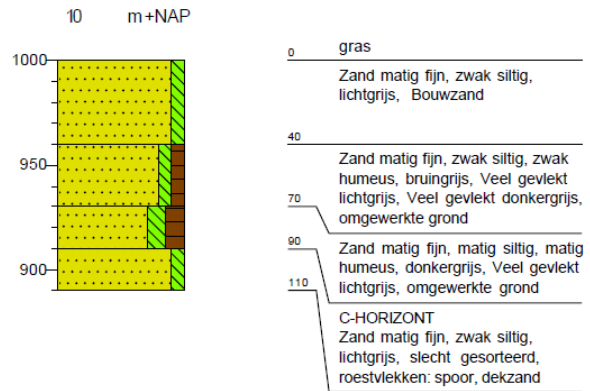 10 m+NAP
1000
950
900
0 gras
Zand matig fijn, zwak siltig,
lichtgrijs, Bouwzand
40
Zand matig fijn, zwak siltig, zwak
humeus, bruingrijs, Veel gevlekt
lichtgrijs, Veel gevlekt donkergrijs,
omgewerkte grond
70
Zand matig fijn, matig siltig, matig
humeus, donkergrijs, Veel gevlekt
lichtgrijs, omgewerkte grond
90
110
C-HORIZONT
Zand matig fijn, zwak siltig,
lichtgrijs, slecht gesorteerd,
roestvlekken: spoor, dekzand